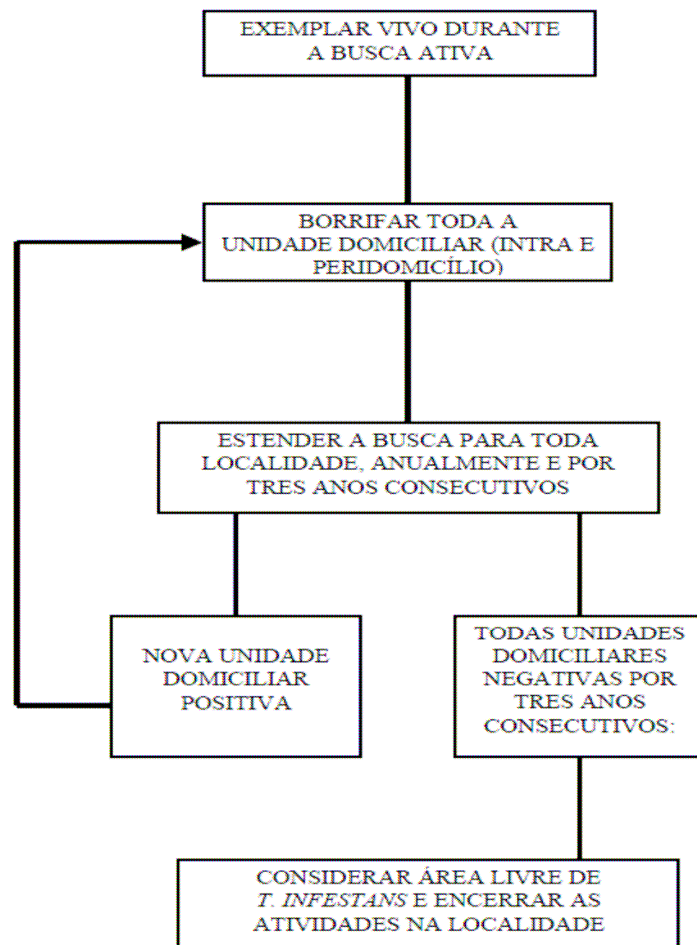 EXEMPLAR VIVO DURANTE
A BUSCA ATIVA
BORRIFAR TODA A
UNIDADE DOMICILIAR (INTRA E
PERIDOMICÍLIO)
ESTENDER A BUSCA PARA TODA
LOCALIDADE, ANUALMENTE E POR
TRES ANOS CONSECUTIVOS
NOVA UNIDADE
DOMICILIAR
POSITIVA
TODAS UNIDADES
DOMICILIARES
NEGATIVAS POR
TRES ANOS
CONSECUTIVOS:
CONSIDERAR ÁREA LIVRE DE
T. INFESTANS E ENCERRAR AS
ATIVIDADES NA LOCALIDADE